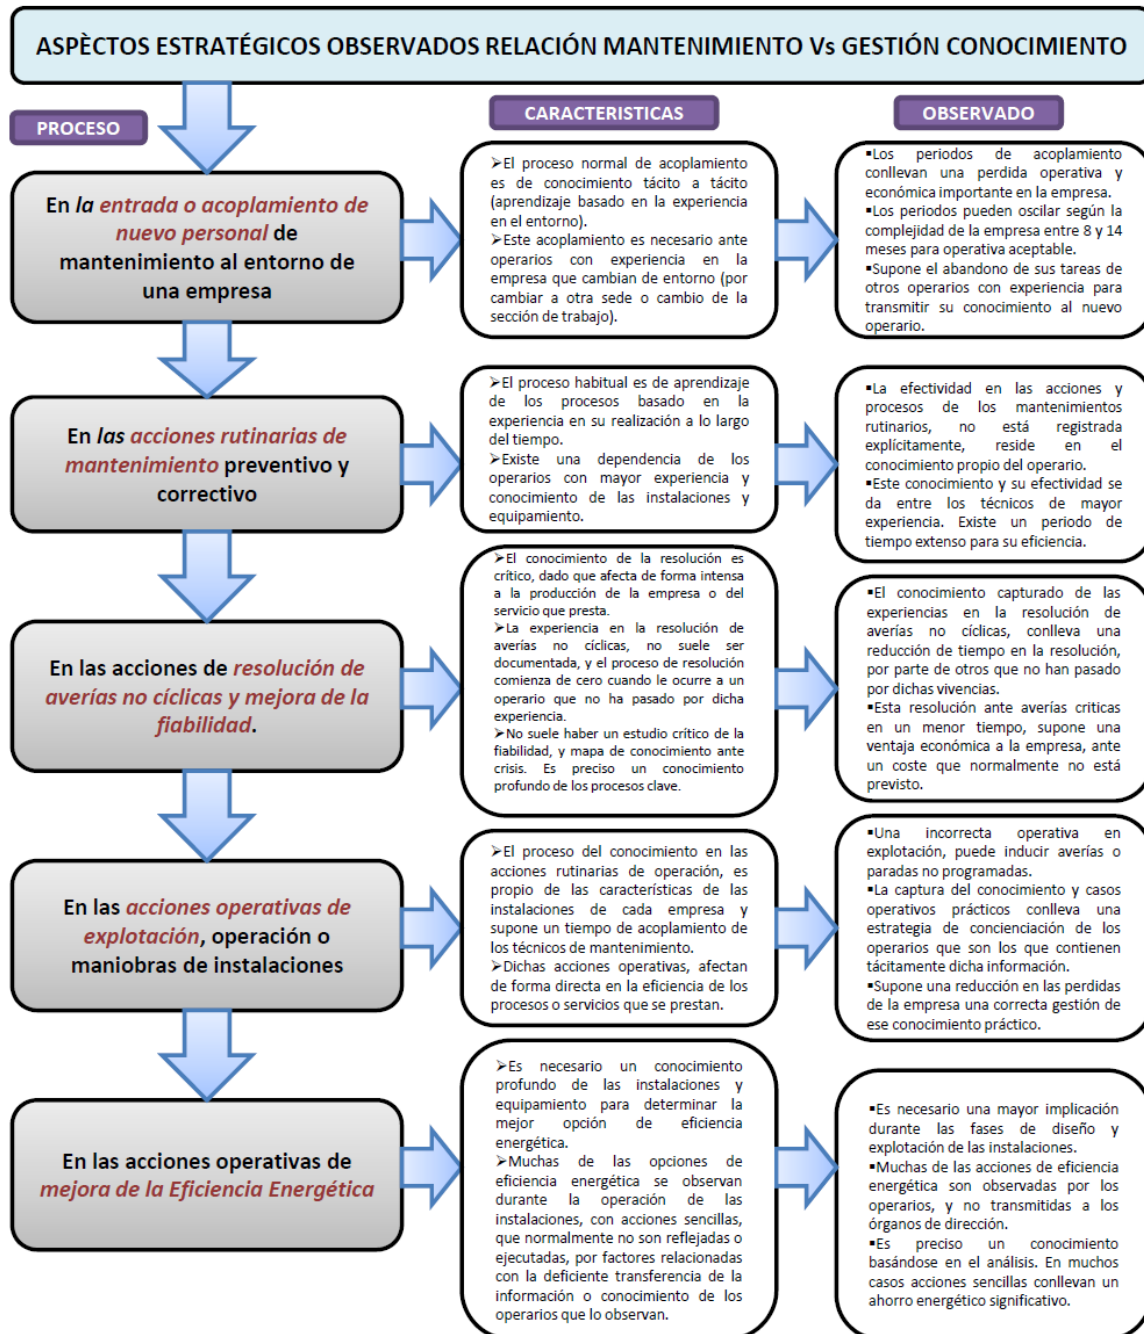 ASPÈCTOS ESTRATÉGICOS OBSERVADOS RELACIÓN MANTENIMIENTO Vs GESTIÓN CONOCIMIENTO
PROCESO
CARACTERISTICAS
OBSERVADO
En la entrada o acoplamiento de
nuevo personal de
mantenimiento al entorno de
una empresa
➢El proceso normal de acoplamiento
es de conocimiento tácito a tácito
(aprendizaje basado en la experiencia
en el entorno).
➢Este acoplamiento es necesario ante
operarios con experiencia en la
empresa que cambian de entorno (por
cambiar a otra sede o cambio de la
sección de trabajo).
▪Los periodos de acoplamiento
conllevan una perdida operativa y
económica importante en la empresa.
▪Los periodos pueden oscilar según la
complejidad de la empresa entre 8 y 14
meses para operativa aceptable.
▪Supone el abandono de sus tareas de
otros operarios con experiencia para
transmitir su conocimiento al nuevo
operario.
En las acciones rutinarias de
mantenimiento preventivo y
correctivo
➢El proceso habitual es de aprendizaje
de los procesos basado en la
experiencia en su realización a lo largo
del tiempo.
➢Existe una dependencia de los
operarios con mayor experiencia y
conocimiento de las instalaciones y
equipamiento.
▪La efectividad en las acciones y
procesos de los mantenimientos
rutinarios, no está registrada
explícitamente, reside en el
conocimiento propio del operario.
▪Este conocimiento y su efectividad se
da entre los técnicos de mayor
experiencia. Existe un periodo de
tiempo extenso para su eficiencia.
En las acciones de resolución de
averías no cíclicas y mejora de la
fiabilidad.
➢El conocimiento de la resolución es
crítico, dado que afecta de forma intensa
a la producción de la empresa o del
servicio que presta.
➢La experiencia en la resolución de
averías no cíclicas, no suele ser
documentada, y el proceso de resolución
comienza de cero cuando le ocurre a un
operario que no ha pasado por dicha
experiencia.
➢No suele haber un estudio crítico de la
fiabilidad, y mapa de conocimiento ante
crisis. Es preciso un conocimiento
profundo de los procesos clave.
▪El conocimiento capturado de las
experiencias en la resolución de
averías no cíclicas, conlleva una
reducción de tiempo en la resolución,
por parte de otros que no han pasado
por dichas vivencias.
▪Esta resolución ante averías criticas
en un menor tiempo, supone una
ventaja económica a la empresa, ante
un coste que normalmente no está
previsto.
En las acciones operativas de
explotación, operación o
maniobras de instalaciones
➢El proceso del conocimiento en las
acciones rutinarias de operación, es
propio de las características de las
instalaciones de cada empresa y
supone un tiempo de acoplamiento de
los técnicos de mantenimiento.
➢Dichas acciones operativas, afectan
de forma directa en la eficiencia de los
procesos o servicios que se prestan.
▪Una incorrecta operativa en
explotación, puede inducir averías o
paradas no programadas.
▪La captura del conocimiento y casos
operativos prácticos conlleva una
estrategia de concienciación de los
operarios que son los que contienen
tácitamente dicha información.
▪Supone una reducción en las perdidas
de la empresa una correcta gestión de
ese conocimiento práctico.
En las acciones operativas de
mejora de la Eficiencia Energética
➢Es necesario un conocimiento
profundo de las instalaciones y
equipamiento para determinar la
mejor opción de eficiencia
energética.
➢Muchas de las opciones de
eficiencia energética se observan
durante la operación de las
instalaciones, con acciones sencillas,
que normalmente no son reflejadas o
ejecutadas, por factores relacionadas
con la deficiente transferencia de la
información o conocimiento de los
operarios que lo observan.
▪Es necesario una mayor implicación
durante las fases de diseño y
explotación de las instalaciones.
▪Muchas de las acciones de eficiencia
energética son observadas por los
operarios, y no transmitidas a los
órganos de dirección.
▪Es preciso un conocimiento
basándose en el análisis. En muchos
casos acciones sencillas conllevan un
ahorro energético significativo.